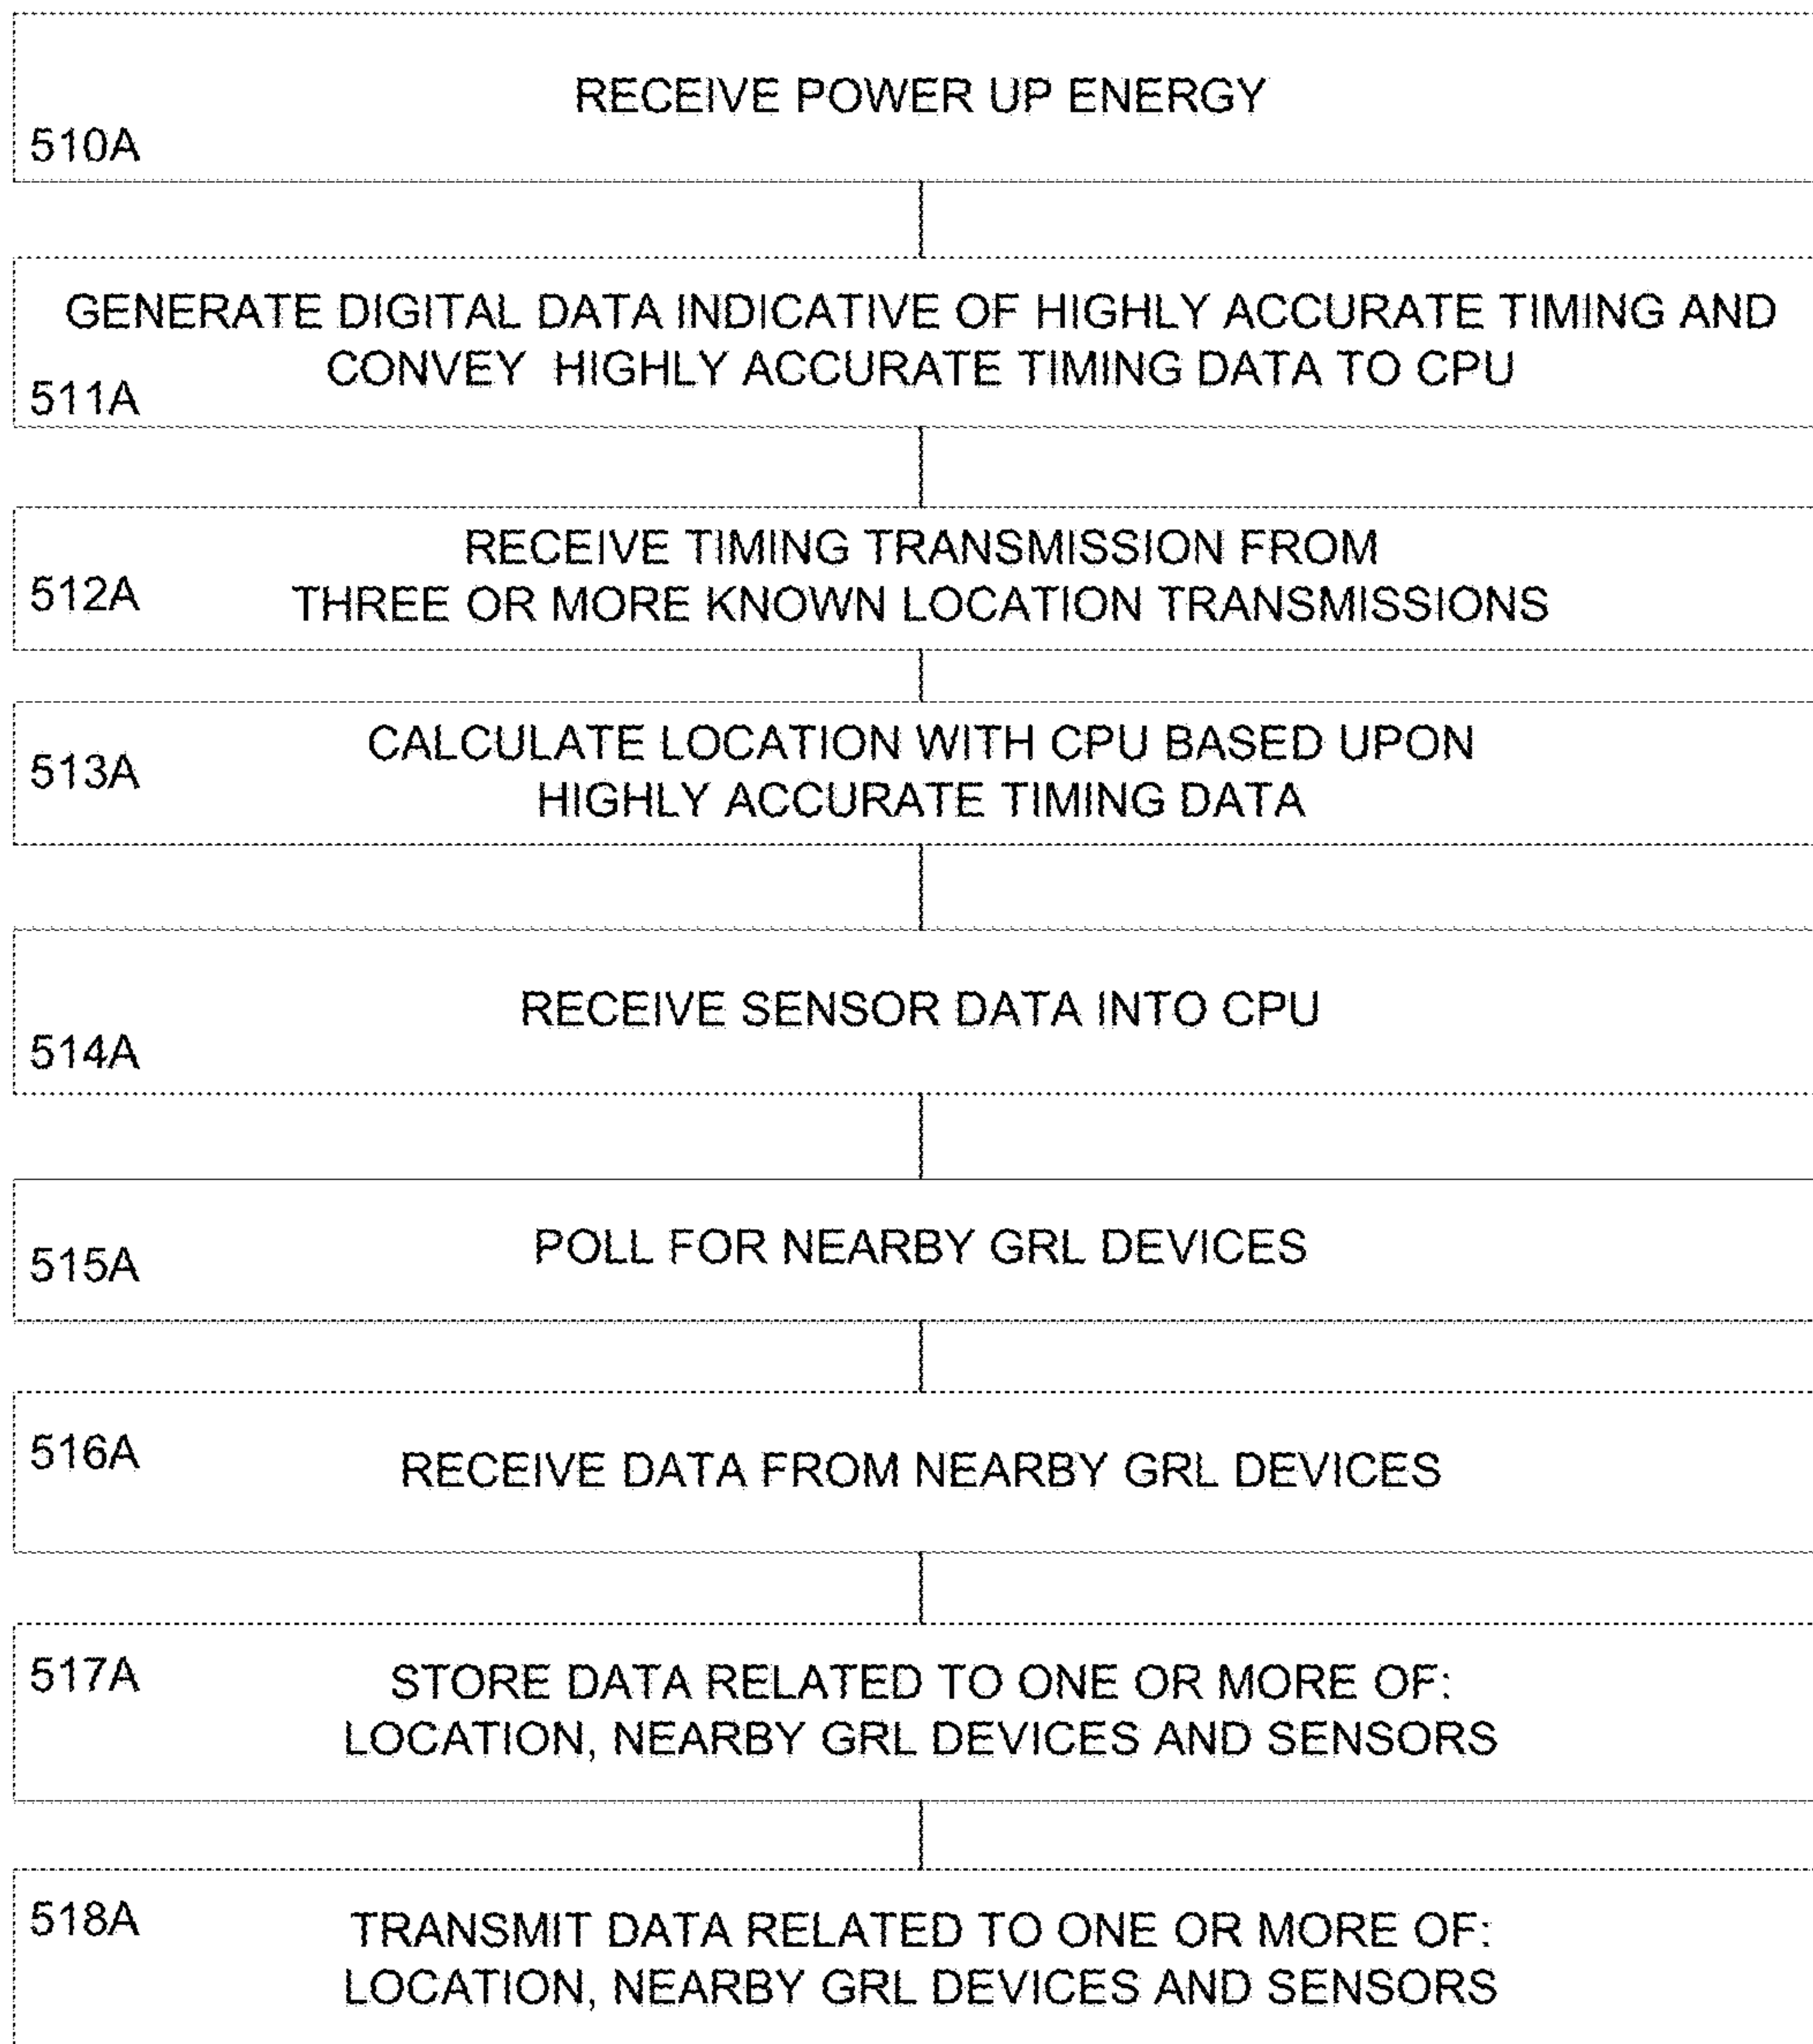 RECEIVE POWER UP ENERGY
510A
GENERATE DIGITAL DATA INDICATIVE OF HIGHLY ACCURATE TIMING AND
CONVEY HIGHLY ACCURATE TIMING DATA TO CPU
511A
RECEIVE TIMING TRANSMISSION FROM
512A
THREE OR MORE KNOWN LOCATION TRANSMISSIONS
CALCULATE LOCATION WITH CPU BASED UPON
513A
HIGHLY ACCURATE TIMING DATA
RECEIVE SENSOR DATA INTO CPU
514A
POLL FOR NEARBY GRL DEVICES
515A
516A
RECEIVE DATA FROM NEARBY GRL DEVICES
517A
STORE DATA RELATED TO ONE OR MORE OF:
LOCATION, NEARBY GRL DEVICES AND SENSORS
518A
TRANSMIT DATA RELATED TO ONE OR MORE OF:
LOCATION, NEARBY GRL DEVICES AND SENSORS